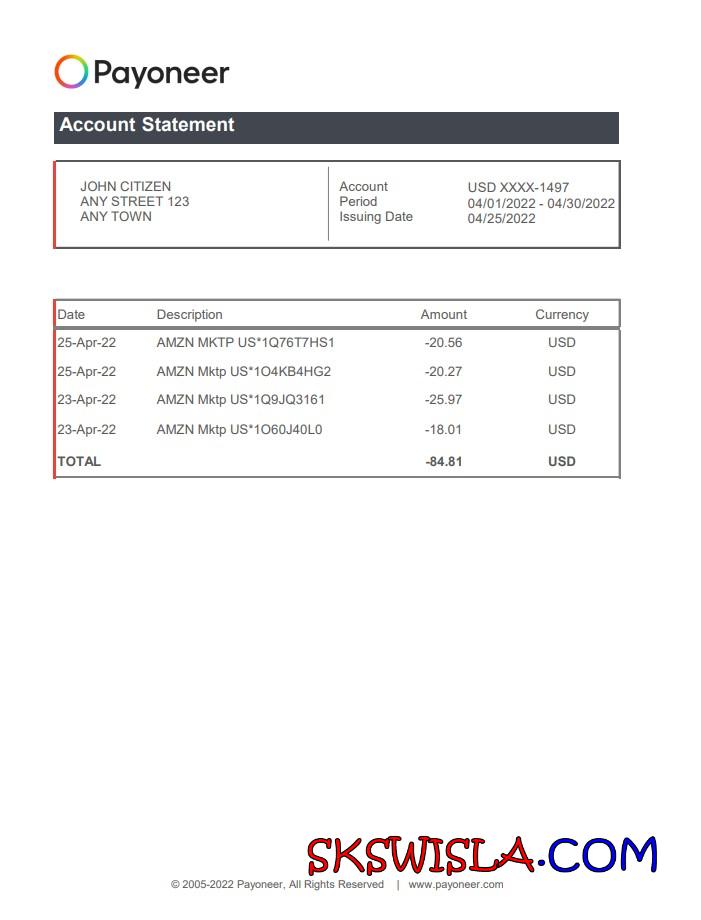 Payoneer
Account Statement
JOHN CITIZEN
ANY STREET 123
ANY TOWN
Account USD XXXX-1497
Period 04/01/2022 - 04/30/2022
Issuing Date 04/25/2022
Date Description Amount Currency
25-Apr-22 AMZN MKTP US*1Q76T7HS1 -20.56 USD
25-Apr-22 AMZN Mktp US*1O4KB4HG2 -20.27 USD
23-Apr-22 AMZN Mktp US*1Q9JQ3161 -25.97 USD
23-Apr-22 AMZN Mktp US*1O60J40L0 -18.01 USD
TOTAL -84.81 USD
SKSWISLA.COM
© 2005-2022 Payoneer, All Rights Reserved | www.payoneer.com